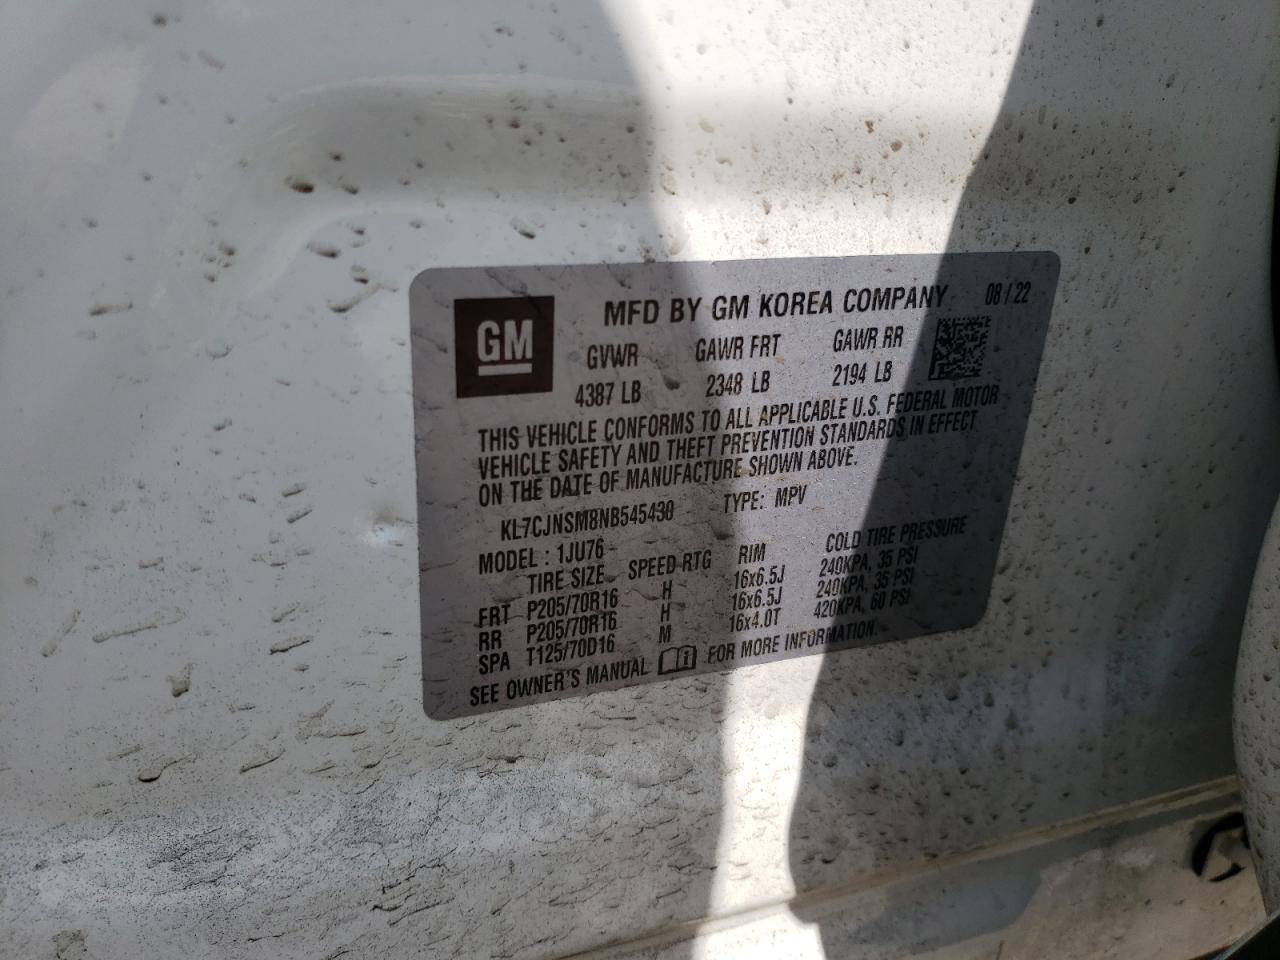 GM
MFD BY GM KOREA COMPANY 08 / 22
GVWR GAWR FRT GAWR RR
4387 LB 2348 LB 2194 LB
THIS VEHICLE CONFORMS TO ALL APPLICABLE U.S. FEDERAL MOTOR
VEHICLE SAFETY AND THEFT PREVENTION STANDARDS IN EFFECT
ON THE DATE OF MANUFACTURE SHOWN ABOVE.
KL7CJNSM8NB545430 TYPE: MPV
MODEL : 1JU76
TIRE SIZE SPEED RTG RIM COLD TIRE PRESSURE
FRT P205/70R16 H 16x6.5J 240KPA, 35 PSI
RR P205/70R16 H 16x6.5J 240KPA, 35 PSI
SPA T125/70D16 M 16x4.0T 420KPA, 60 PSI
SEE OWNER'S MANUAL FOR MORE INFORMATION.